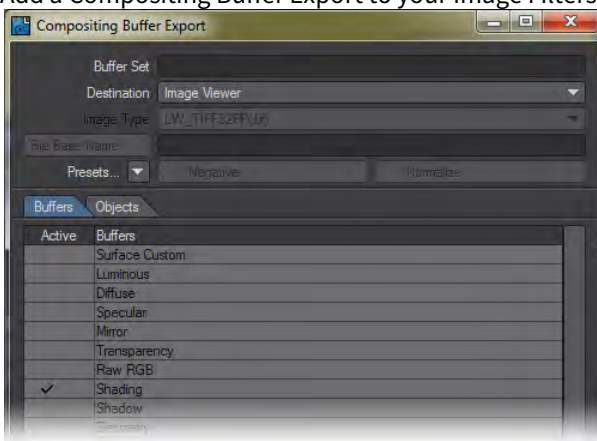 Add a Compositing Buffer Export to your Image Filters
Compositing Buffer Export
Buffer Set
Destination Image Viewer
Image Type LW_TIFF32FP(.tif)
File Base Name
Presets... Negative Normalize
Buffers Objects
Active Buffers
Surface Custom
Luminous
Diffuse
Specular
Mirror
Transparency
Raw RGB
Shading
Shadow
Geometry